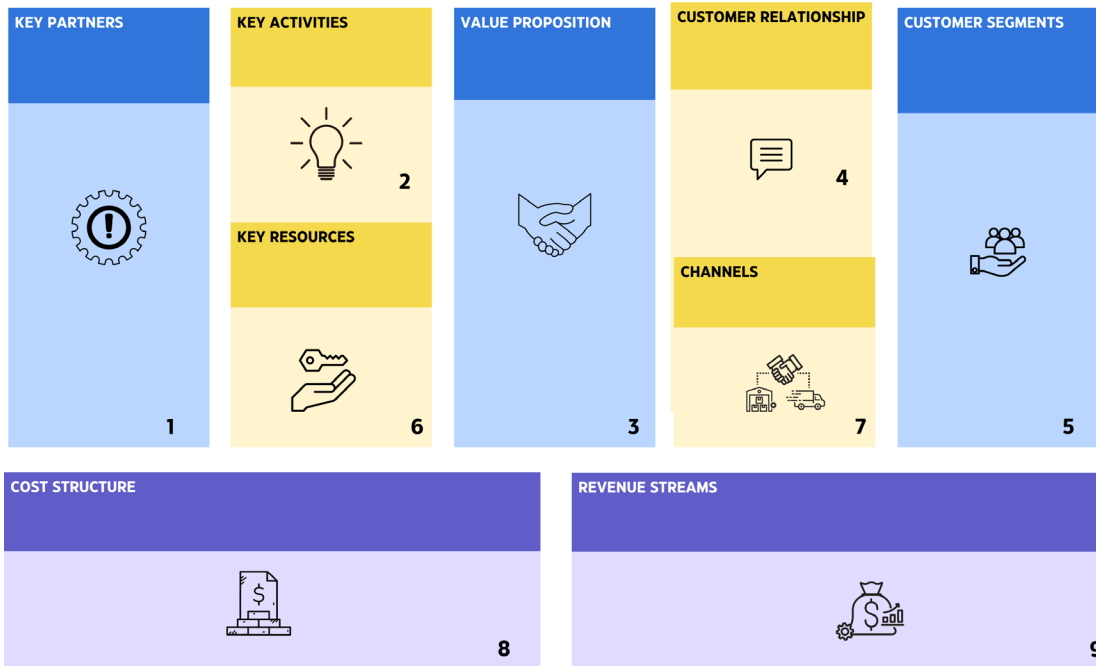 KEY PARTNERS
1
KEY ACTIVITIES
2
KEY RESOURCES
6
VALUE PROPOSITION
3
CUSTOMER RELATIONSHIP
4
CHANNELS
7
CUSTOMER SEGMENTS
5
COST STRUCTURE
$
8
REVENUE STREAMS
$
9